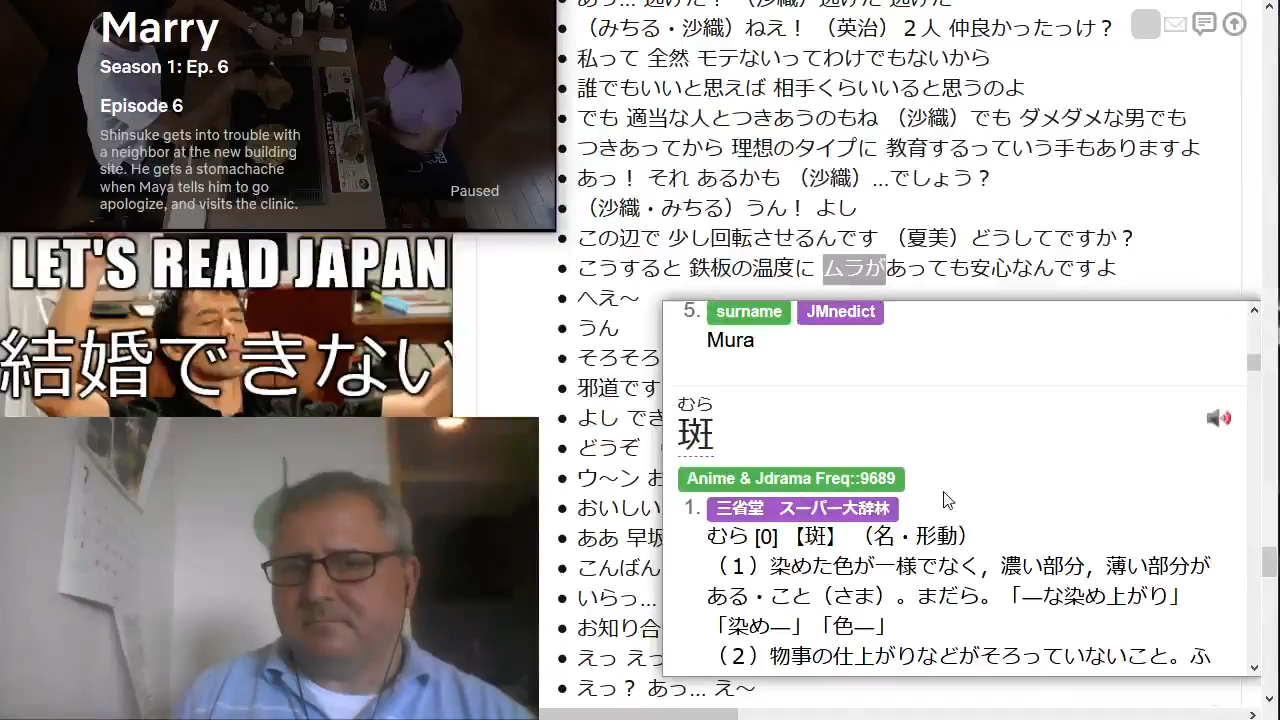 Marry
Season 1: Ep. 6
Episode 6
Shinsuke gets into trouble with
a neighbor at the new building
site. He gets a stomachache
when Maya tells him to go
apologize, and visits the clinic.
Paused
LET'S READ JAPAN
結婚できない
7
あっ… 逃げた！ （沙織）逃げた 逃げた
（みちる・沙織）ねえ！ （英治）２人 仲良かったっけ？
私って 全然 モテないってわけでもないから
誰でもいいと思えば 相手くらいいると思うのよ
でも 適当な人とつきあうのもね （沙織）でも ダメダメな男でも
つきあってから 理想のタイプに 教育するっていう手もありますよ
あっ！ それ あるかも （沙織）…でしょう？
（沙織・みちる）うん！ よし
この辺で 少し回転させるんです （夏美）どうしてですか？
こうすると 鉄板の温度に ムラがあっても安心なんですよ
へえ～
うん
そろそろ
邪道です
よし でき
どうぞ
ウ～ン お
おいしい
ああ 早坂
こんばん
いらっ…
お知り合
えっ えっ
えっ？ あっ… え～
5. surname JMnedict
Mura
むら
斑
Anime & Jdrama Freq::9689
1. 三省堂 スーパー大辞林
むら [0] 【斑】 （名・形動）
（１）染めた色が一様でなく，濃い部分，薄い部分が
ある・こと（さま）。まだら。「―な染め上がり」
「染め―」「色―」
（２）物事の仕上がりなどがそろっていないこと。ふ